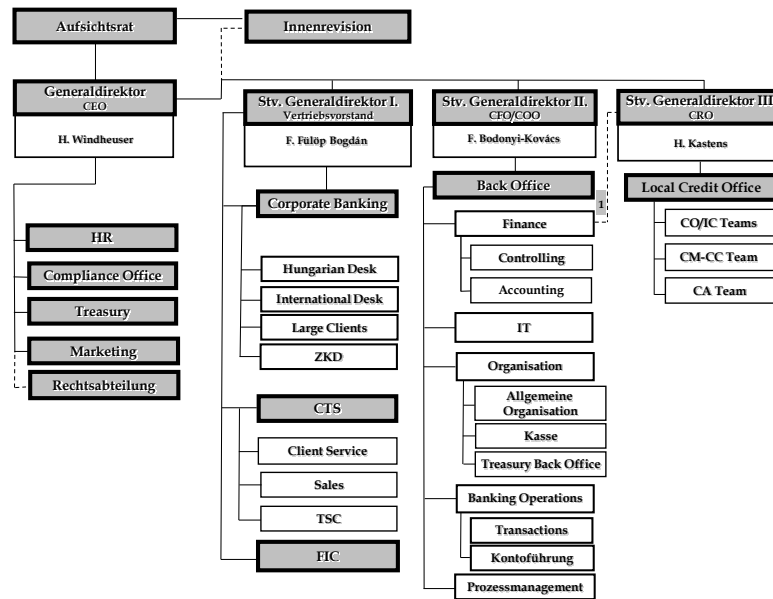 Aufsichtsrat
Innenrevision
Generaldirektor
CEO
H. Windheuser
Stv. Generaldirektor I.
Vertriebsvorstand
F. Fülöp Bogdán
Stv. Generaldirektor II.
CFO/COO
F. Bodonyi-Kovács
Stv. Generaldirektor III
CRO
H. Kastens
HR
Compliance Office
Treasury
Marketing
Rechtsabteilung
Corporate Banking
Hungarian Desk
International Desk
Large Clients
ZKD
CTS
Client Service
Sales
TSC
FIC
Back Office
1
Finance
Controlling
Accounting
IT
Organisation
Allgemeine
Organisation
Kasse
Treasury Back Office
Banking Operations
Transactions
Kontoführung
Prozessmanagement
Local Credit Office
CO/IC Teams
CM-CC Team
CA Team